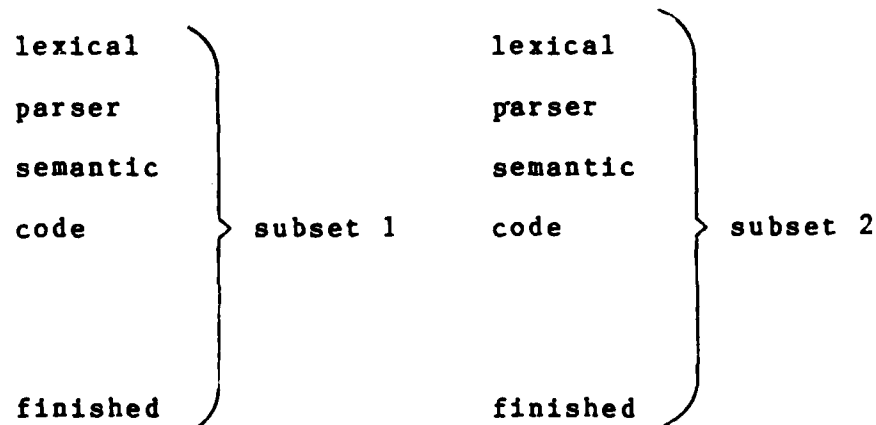 lexical lexical
parser parser
semantic semantic
code subset 1 code subset 2
finished finished